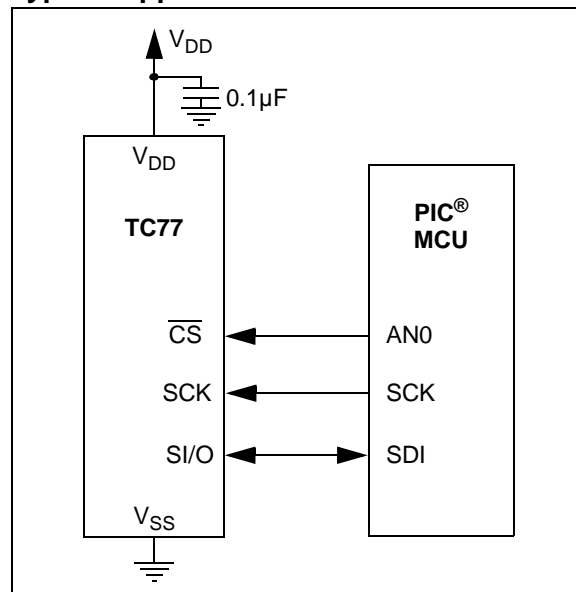 V_DD
0.1µF
V_DD
TC77
PIC®
MCU
CS AN0
SCK SCK
SI/O SDI
V_SS